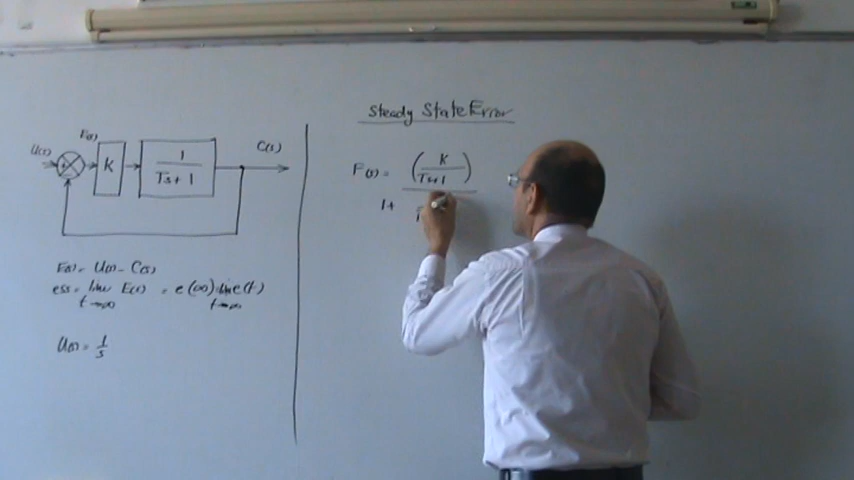 Steady State Error
E(s)
U(s)
C(s)
K
1
Ts+1
F(s) = ( K
Ts+1 )
1+ T
E(s) = U(s) - C(s)
ess = lim E(s) = e(∞) = lim e(t)
t→∞ t→∞
U(s) = 1
s